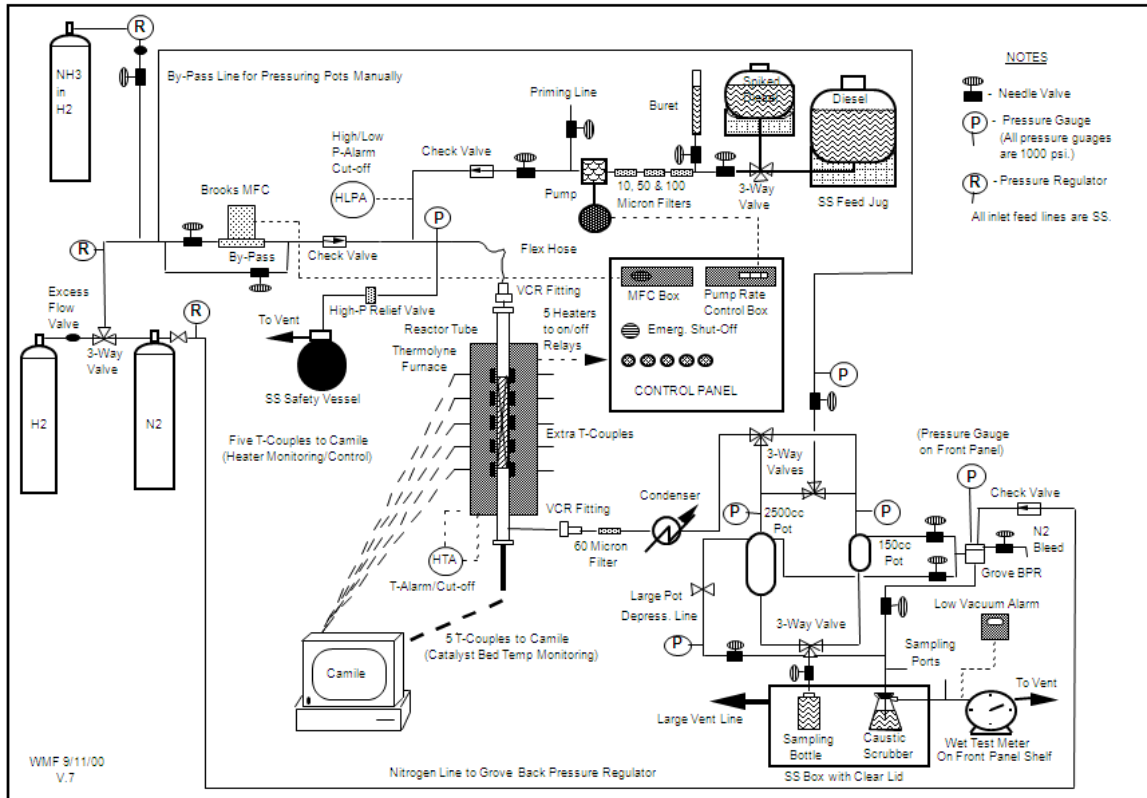 R
NH3
in
H2
By-Pass Line for Pressuring Pots Manually
Priming Line
Buret
Spiked
Diesel
Diesel
NOTES
- Needle Valve
P
- Pressure Gauge
(All pressure guages
are 1000 psi.)
R
- Pressure Regulator
All inlet feed lines are SS.
High/Low
P-Alarm
Cut-off
HLPA
Check Valve
Pump
10, 50 & 100
Micron Filters
3-Way
Valve
SS Feed Jug
Brooks MFC
P
R
By-Pass
Check Valve
Flex Hose
Excess
Flow
Valve
R
3-Way
Valve
H2
N2
To Vent
High-P Relief Valve
SS Safety Vessel
VCR Fitting
Reactor Tube
Thermolyne
Furnace
5 Heaters
to on/off
Relays
MFC Box
Pump Rate
Control Box
Emerg. Shut-Off
CONTROL PANEL
P
Five T-Couples to Camile
(Heater Monitoring/Control)
Extra T-Couples
3-Way
Valves
(Pressure Gauge
on Front Panel)
P
Check Valve
VCR Fitting
Condenser
P
2500cc
Pot
P
150cc
Pot
N2
Bleed
Grove BPR
60 Micron
Filter
HTA
T-Alarm/Cut-off
Large Pot
Depress. Line
Low Vacuum Alarm
P
3-Way Valve
Sampling
Ports
5 T-Couples to Camile
(Catalyst Bed Temp Monitoring)
Camile
Large Vent Line
Sampling
Bottle
Caustic
Scrubber
To Vent
Wet Test Meter
On Front Panel Shelf
SS Box with Clear Lid
WMF 9/11/00
V.7
Nitrogen Line to Grove Back Pressure Regulator